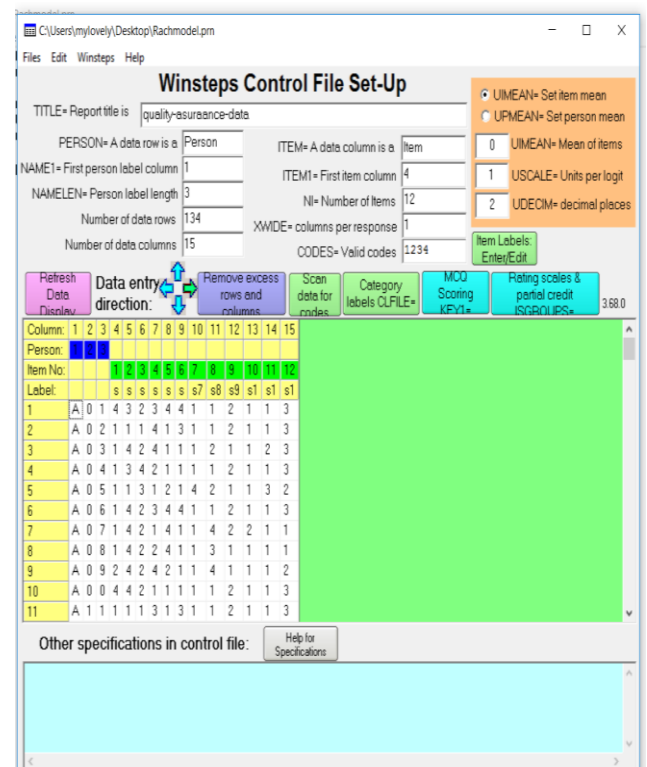 C:\Users\mylovely\Desktop\Rachmodel.prn
Files Edit Winsteps Help
Winsteps Control File Set-Up
TITLE= Report title is quality-asuraance-data
PERSON= A data row is a Person
ITEM= A data column is a Item
NAME1= First person label column 1
ITEM1= First item column 4
NAMELEN= Person label length 3
NI= Number of Items 12
Number of data rows 134
XWIDE= columns per response 1
Number of data columns 15
CODES= Valid codes 1234
UIMEAN= Set item mean
UPMEAN= Set person mean
0 UIMEAN= Mean of items
1 USCALE= Units per logit
2 UDECIM= decimal places
Item Labels:
Enter/Edit
Refresh
Data
Display
Data entry
direction:
Remove excess
rows and
columns
Scan
data for
codes
Category
labels CLFILE=
MCQ
Scoring
KEY1=
Rating scales &
partial credit
ISGROUPS=
3.68.0
Column: 1 2 3 4 5 6 7 8 9 10 11 12 13 14 15
Person: 1 2 3
Item No: 1 2 3 4 5 6 7 8 9 10 11 12
Label: s s s s s s s7 s8 s9 s1 s1 s1
1 A 0 1 4 3 2 3 4 4 1 1 2 1 1 3
2 A 0 2 1 1 1 4 1 3 1 1 2 1 1 3
3 A 0 3 1 4 2 4 1 1 1 2 1 1 2 3
4 A 0 4 1 3 4 2 1 1 1 1 2 1 1 3
5 A 0 5 1 1 3 1 2 1 4 2 1 1 3 2
6 A 0 6 1 4 2 3 4 4 1 1 2 1 1 3
7 A 0 7 1 4 2 1 4 1 1 4 2 2 1 1
8 A 0 8 1 4 2 2 4 1 1 3 1 1 1 1
9 A 0 9 2 4 2 4 2 1 1 4 1 1 1 2
10 A 0 0 4 4 2 1 1 1 1 1 2 1 1 3
11 A 1 1 1 1 1 3 1 3 1 1 2 1 1 3
Other specifications in control file:
Help for
Specifications